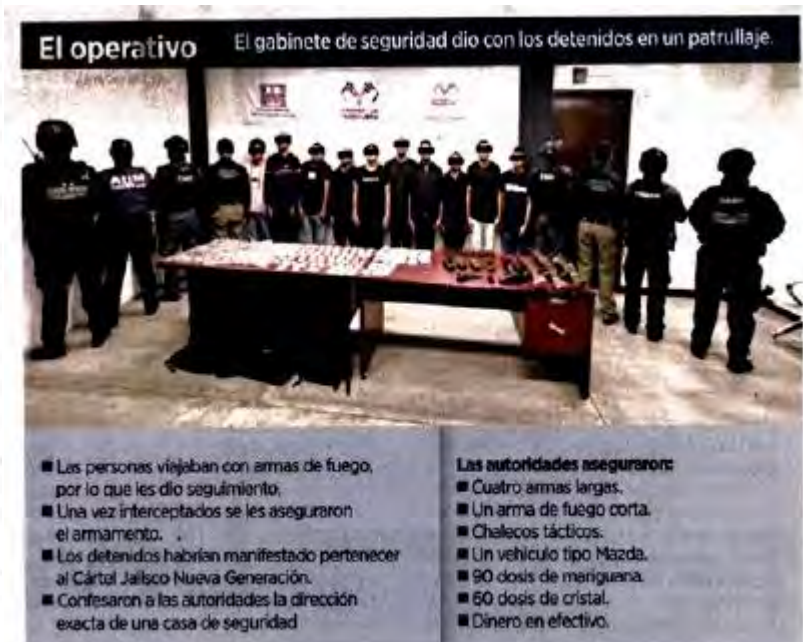 El operativo
El gabinete de seguridad dio con los detenidos en un patrullaje.
■ Las personas viajaban con armas de fuego,
por lo que les dio seguimiento.
■ Una vez interceptados se les aseguraron
el armamento. .
■ Los detenidos habrían manifestado pertenecer
al Cártel Jalisco Nueva Generación.
■ Confesaron a las autoridades la dirección
exacta de una casa de seguridad
Las autoridades aseguraron:
■ Cuatro armas largas.
■ Un arma de fuego corta.
■ Chalecos tácticos.
■ Un vehículo tipo Mazda.
■ 90 dosis de mariguana.
■ 60 dosis de cristal.
■ Dinero en efectivo.